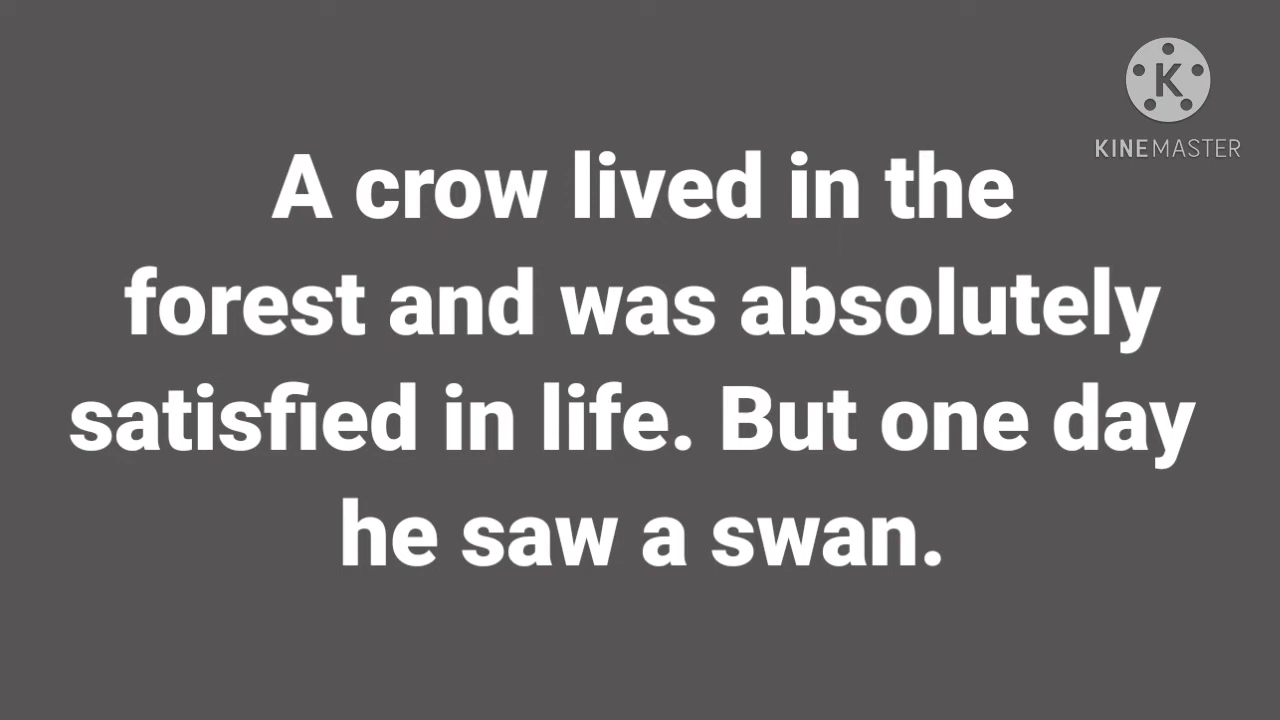 K
KINEMASTER
A crow lived in the
forest and was absolutely
satisfied in life. But one day
he saw a swan.